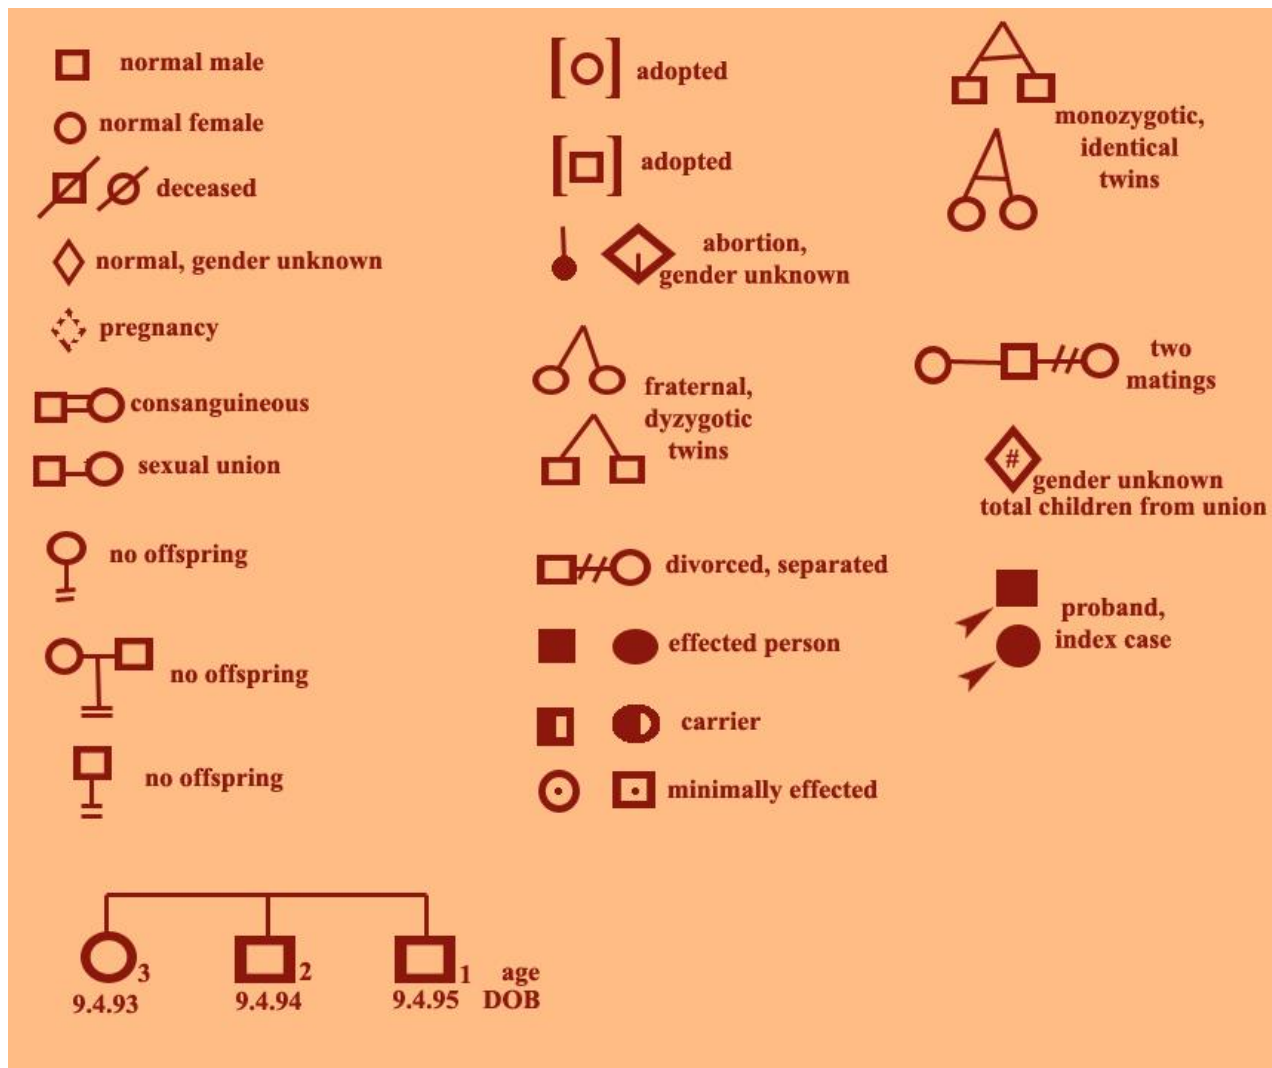 normal male
normal female
deceased
normal, gender unknown
pregnancy
consanguineous
sexual union
no offspring
no offspring
no offspring
adopted
adopted
abortion,
gender unknown
fraternal,
dyzygotic
twins
divorced, separated
effected person
carrier
minimally effected
monozygotic,
identical
twins
two
matings
#
gender unknown
total children from union
proband,
index case
3 2 1 age
9.4.93 9.4.94 9.4.95 DOB